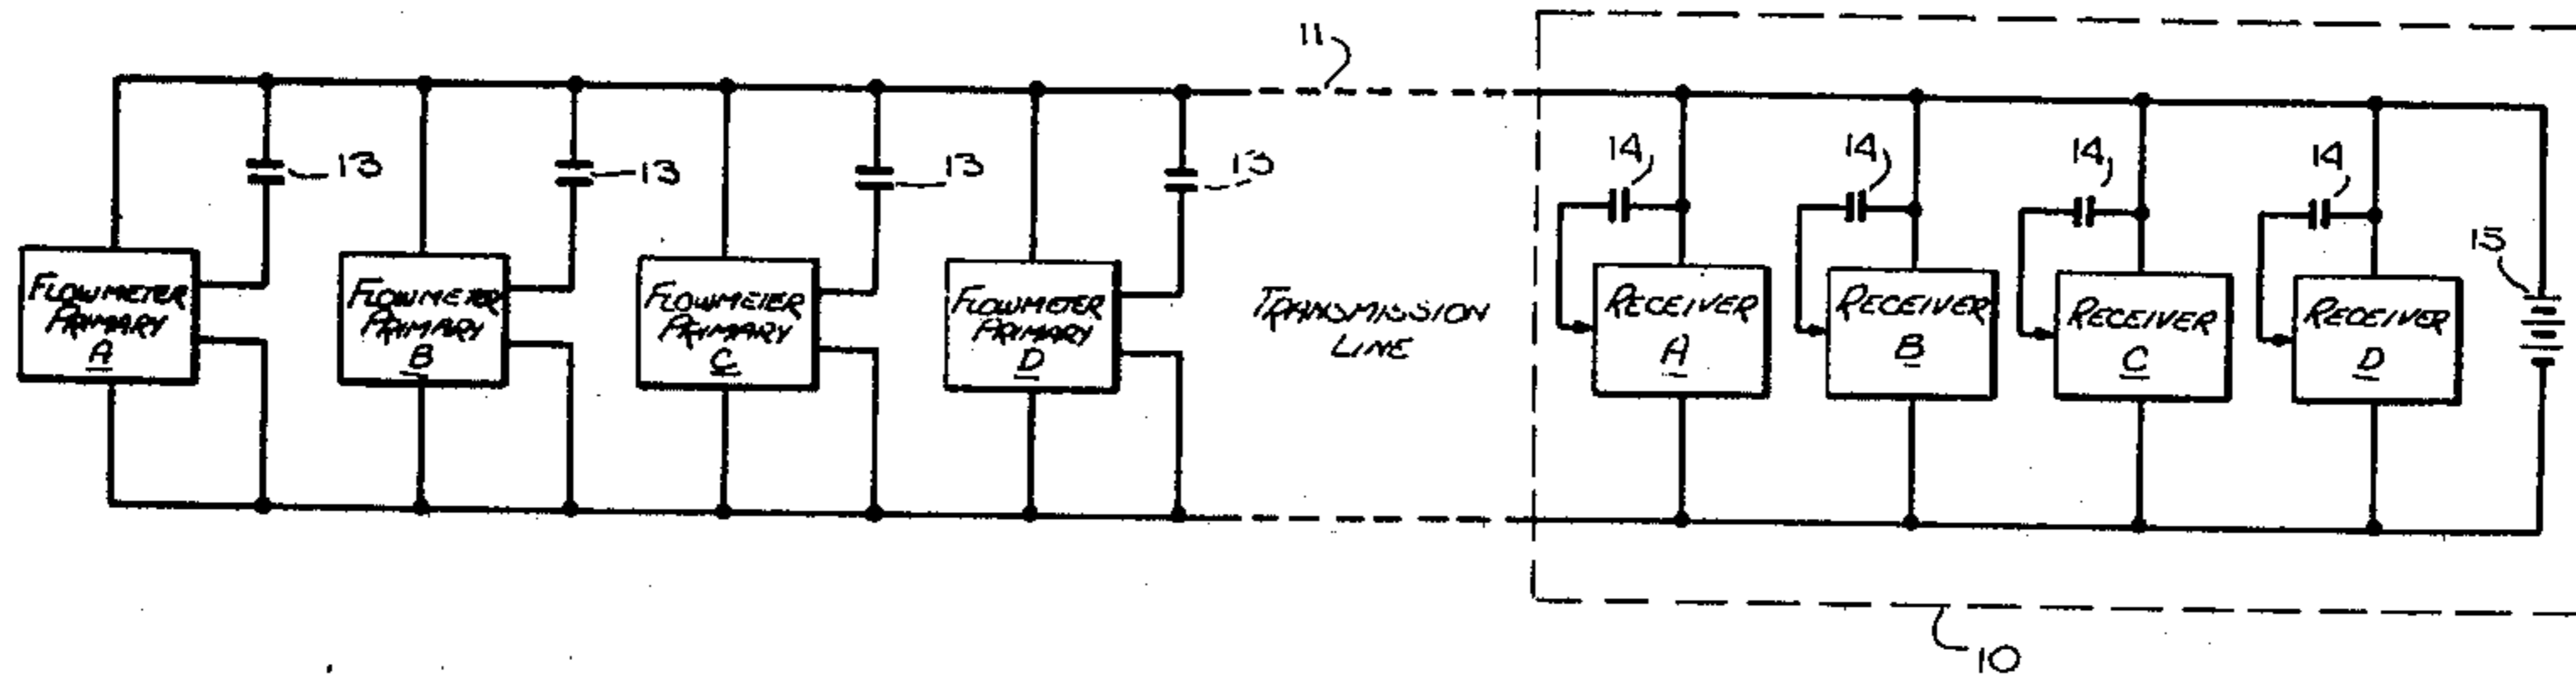 11
13
13
13
13
14
14
14
14
15
FLOWMETER
PRIMARY
A
FLOWMETER
PRIMARY
B
FLOWMETER
PRIMARY
C
FLOWMETER
PRIMARY
D
TRANSMISSION
LINE
RECEIVER
A
RECEIVER
B
RECEIVER
C
RECEIVER
D
10